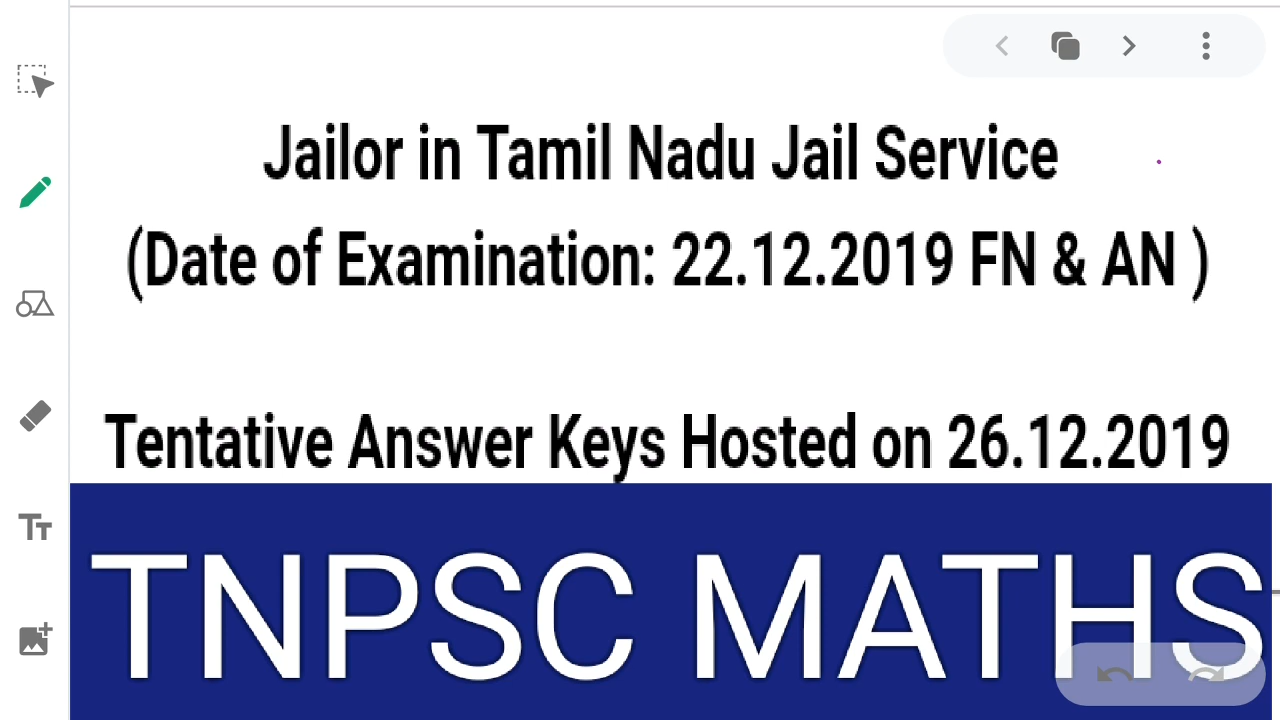 Jailor in Tamil Nadu Jail Service
(Date of Examination: 22.12.2019 FN & AN )
Tentative Answer Keys Hosted on 26.12.2019
TNPSC MATHS
Tт